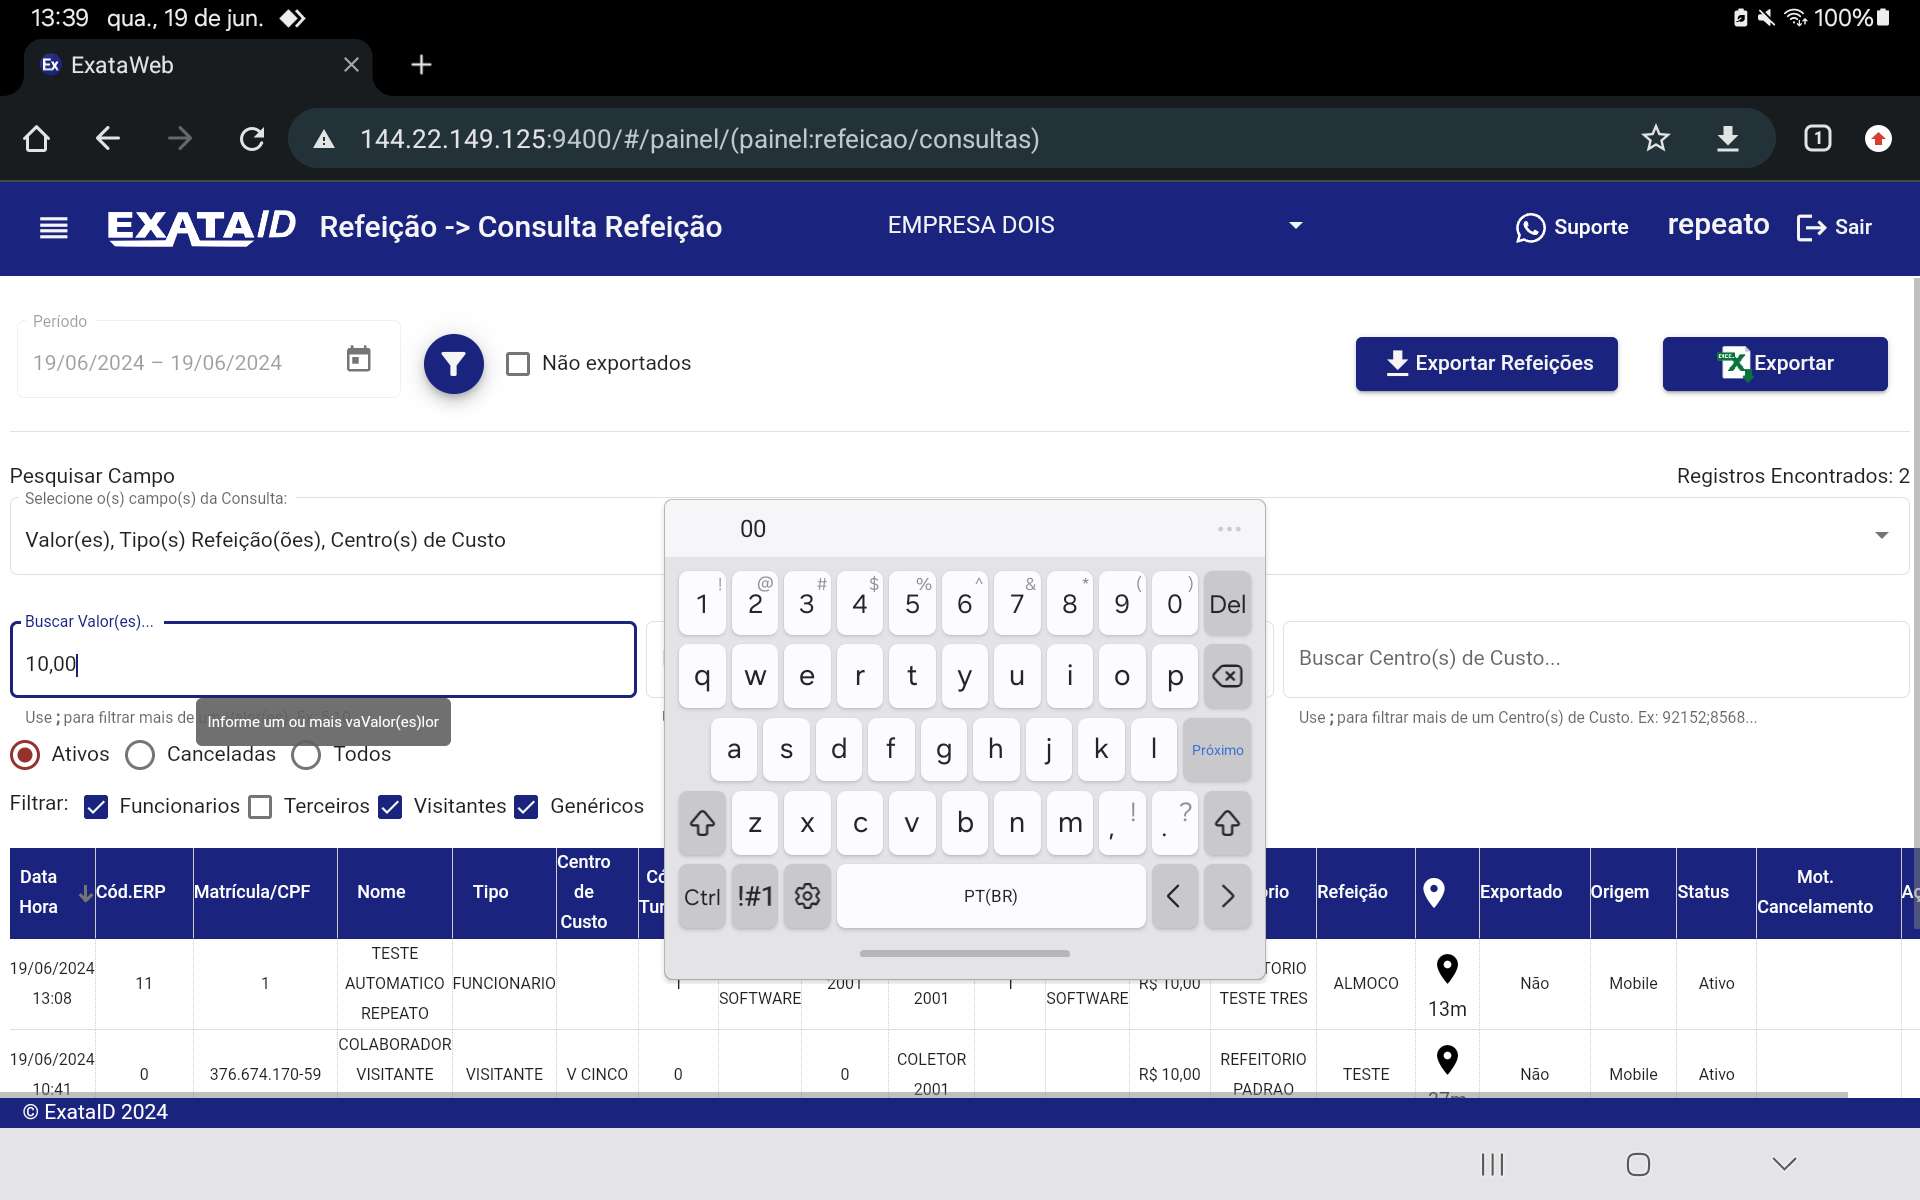 13:39 qua., 19 de jun. 100%
Ex ExataWeb
144.22.149.125:9400/#/painel/(painel:refeicao/consultas) 1
EXATA/ID Refeição -> Consulta Refeição EMPRESA DOIS Suporte repeato Sair
Período
19/06/2024 – 19/06/2024 Não exportados Exportar Refeições Exportar
Pesquisar Campo Registros Encontrados: 2
Selecione o(s) campo(s) da Consulta:
Valor(es), Tipo(s) Refeição(ões), Centro(s) de Custo
Buscar Valor(es)...
10,00 Buscar Centro(s) de Custo...
Use ; para filtrar mais de Use ; para filtrar mais de um Centro(s) de Custo. Ex: 92152;8568...
Informe um ou mais vaValor(es)lor
Ativos Canceladas Todos
Filtrar: Funcionarios Terceiros Visitantes Genéricos
00 ...
! @ # $ % ^ & * ( )
1 2 3 4 5 6 7 8 9 0 Del
q w e r t y u i o p
a s d f g h j k l Próximo
z x c v b n m , ! . ?
Ctrl !#1 PT(BR) < >
Data Hora Cód.ERP Matrícula/CPF Nome Tipo Centro de Custo Refeição Exportado Origem Status Mot. Cancelamento
19/06/2024 13:08 11 1 TESTE AUTOMATICO REPEATO FUNCIONARIO 1 SOFTWARE 2001 2001 1 SOFTWARE R$ 10,00 TESTE TRES ALMOCO 13m Não Mobile Ativo
19/06/2024 10:41 0 376.674.170-59 COLABORADOR VISITANTE VISITANTE V CINCO 0 0 COLETOR 2001 R$ 10,00 REFEITORIO PADRAO TESTE Não Mobile Ativo
© ExataID 2024